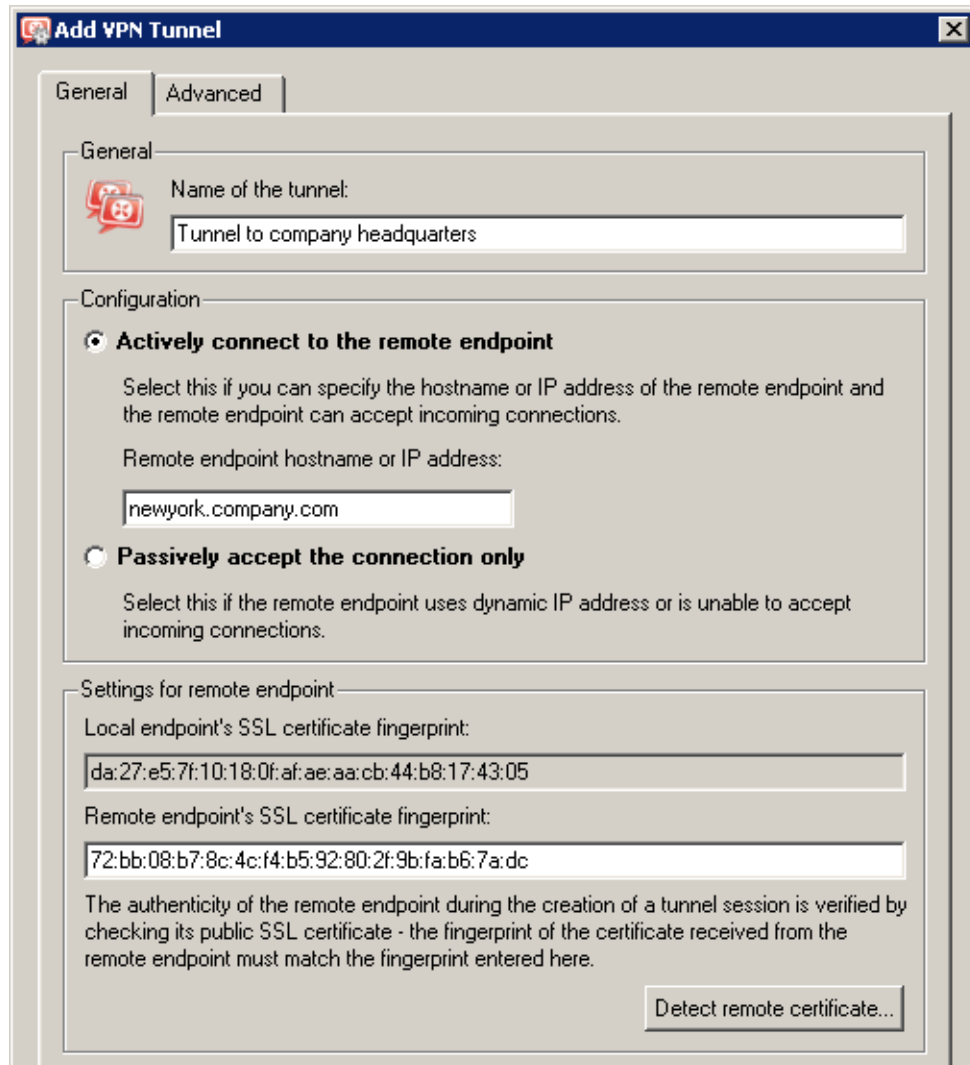 Add VPN Tunnel
General
Advanced
General
Name of the tunnel:
Tunnel to company headquarters
Configuration
Actively connect to the remote endpoint
Select this if you can specify the hostname or IP address of the remote endpoint and
the remote endpoint can accept incoming connections.
Remote endpoint hostname or IP address:
newyork.company.com
Passively accept the connection only
Select this if the remote endpoint uses dynamic IP address or is unable to accept
incoming connections.
Settings for remote endpoint
Local endpoint's SSL certificate fingerprint:
da:27:e5:7f:10:18:0f:af:ae:aa:cb:44:b8:17:43:05
Remote endpoint's SSL certificate fingerprint:
72:bb:08:b7:8c:4c:f4:b5:92:80:2f:9b:fa:b6:7a:dc
The authenticity of the remote endpoint during the creation of a tunnel session is verified by
checking its public SSL certificate - the fingerprint of the certificate received from the
remote endpoint must match the fingerprint entered here.
Detect remote certificate...